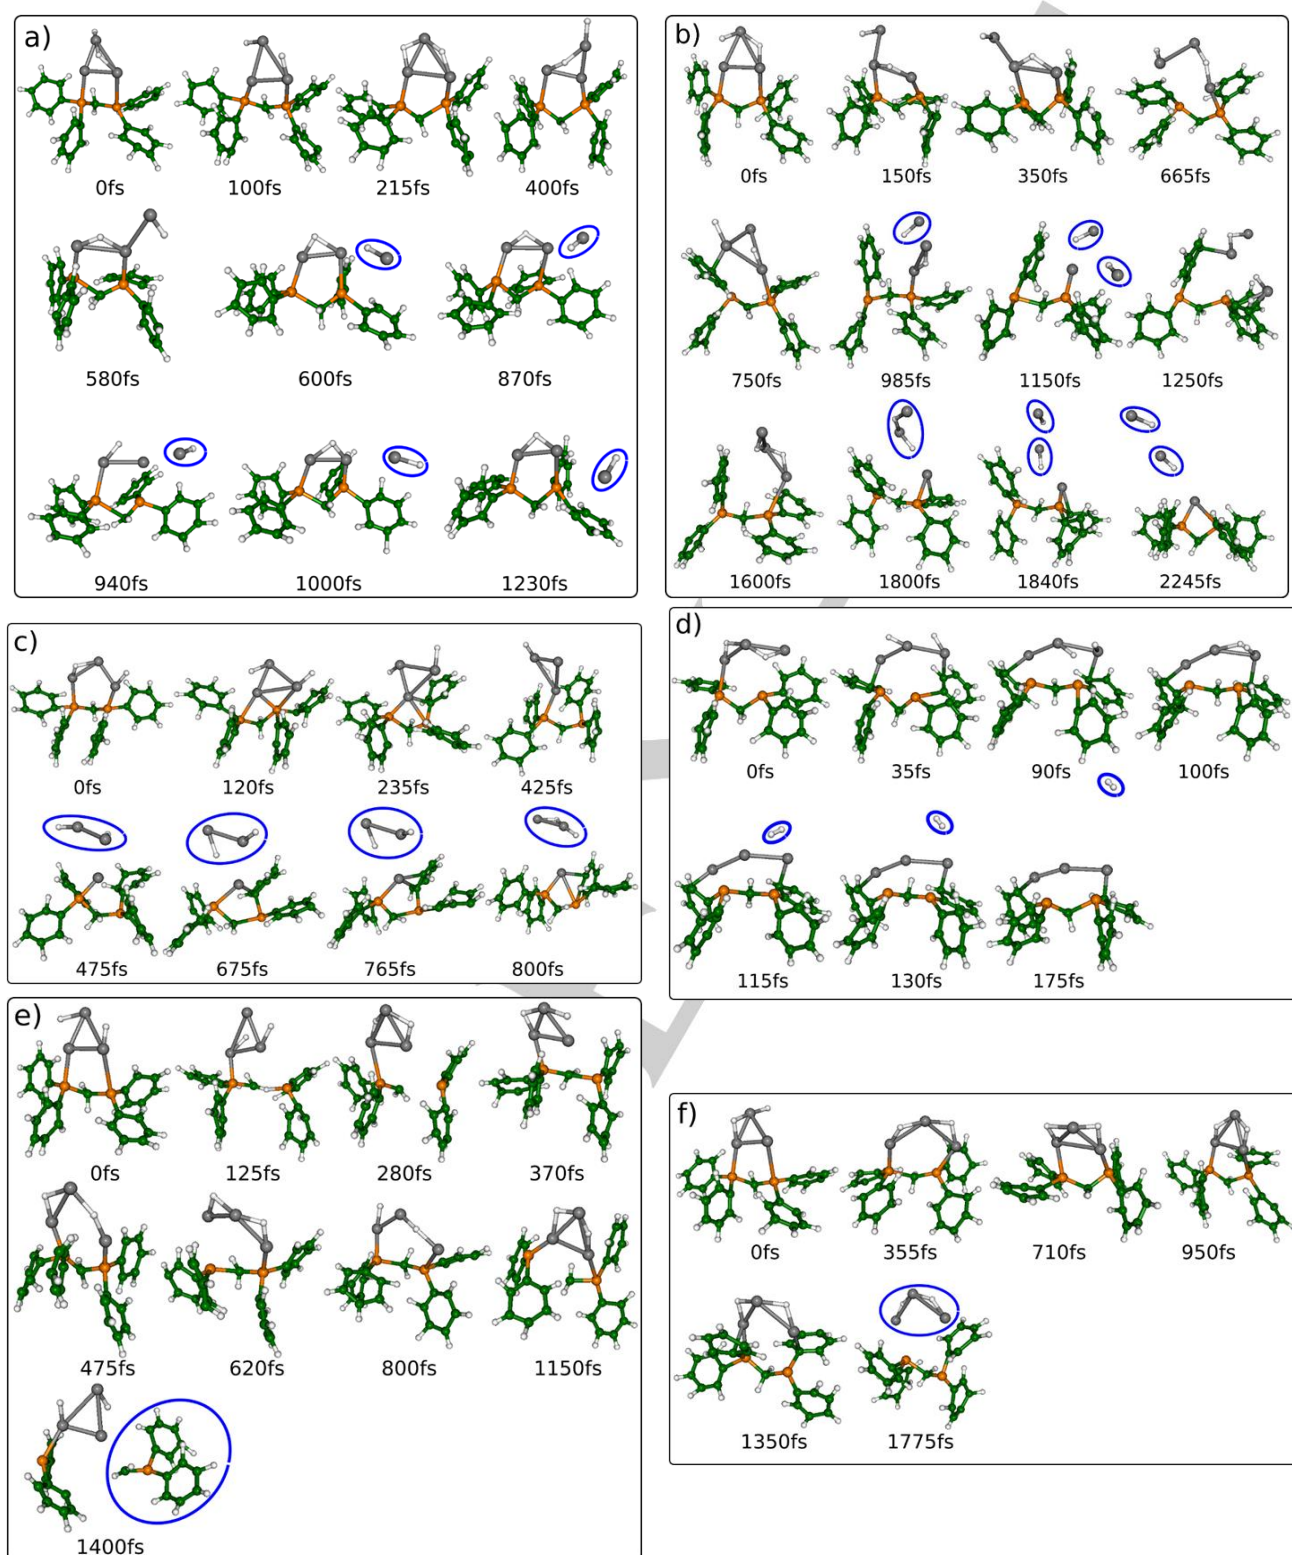 a)
0fs 100fs 215fs 400fs
580fs 600fs 870fs
940fs 1000fs 1230fs
b)
0fs 150fs 350fs 665fs
750fs 985fs 1150fs 1250fs
1600fs 1800fs 1840fs 2245fs
c)
0fs 120fs 235fs 425fs
475fs 675fs 765fs 800fs
d)
0fs 35fs 90fs 100fs
115fs 130fs 175fs
e)
0fs 125fs 280fs 370fs
475fs 620fs 800fs 1150fs
1400fs
f)
0fs 355fs 710fs 950fs
1350fs 1775fs